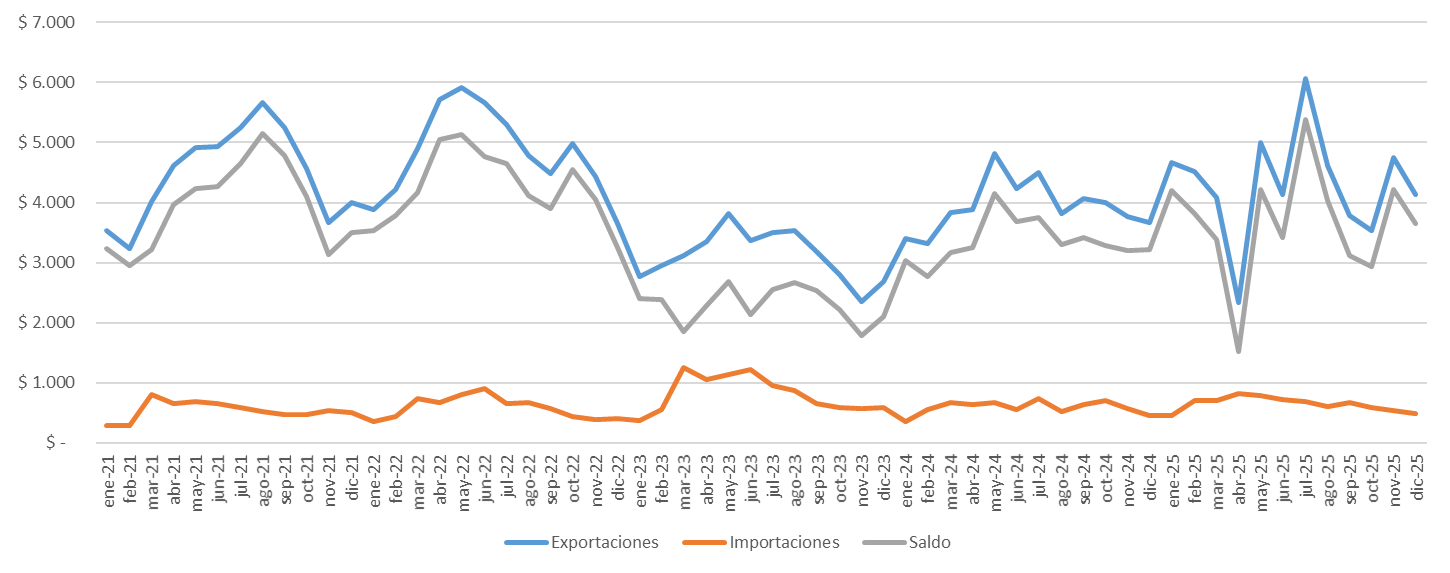 $ 7.000
$ 6.000
$ 5.000
$ 4.000
$ 3.000
$ 2.000
$ 1.000
$ -
ene-21
feb-21
mar-21
abr-21
may-21
jun-21
jul-21
ago-21
sep-21
oct-21
nov-21
dic-21
ene-22
feb-22
mar-22
abr-22
may-22
jun-22
jul-22
ago-22
sep-22
oct-22
nov-22
dic-22
ene-23
feb-23
mar-23
abr-23
may-23
jun-23
jul-23
ago-23
sep-23
oct-23
nov-23
dic-23
ene-24
feb-24
mar-24
abr-24
may-24
jun-24
jul-24
ago-24
sep-24
oct-24
nov-24
dic-24
ene-25
feb-25
mar-25
abr-25
may-25
jun-25
jul-25
ago-25
sep-25
oct-25
nov-25
dic-25
Exportaciones Importaciones Saldo